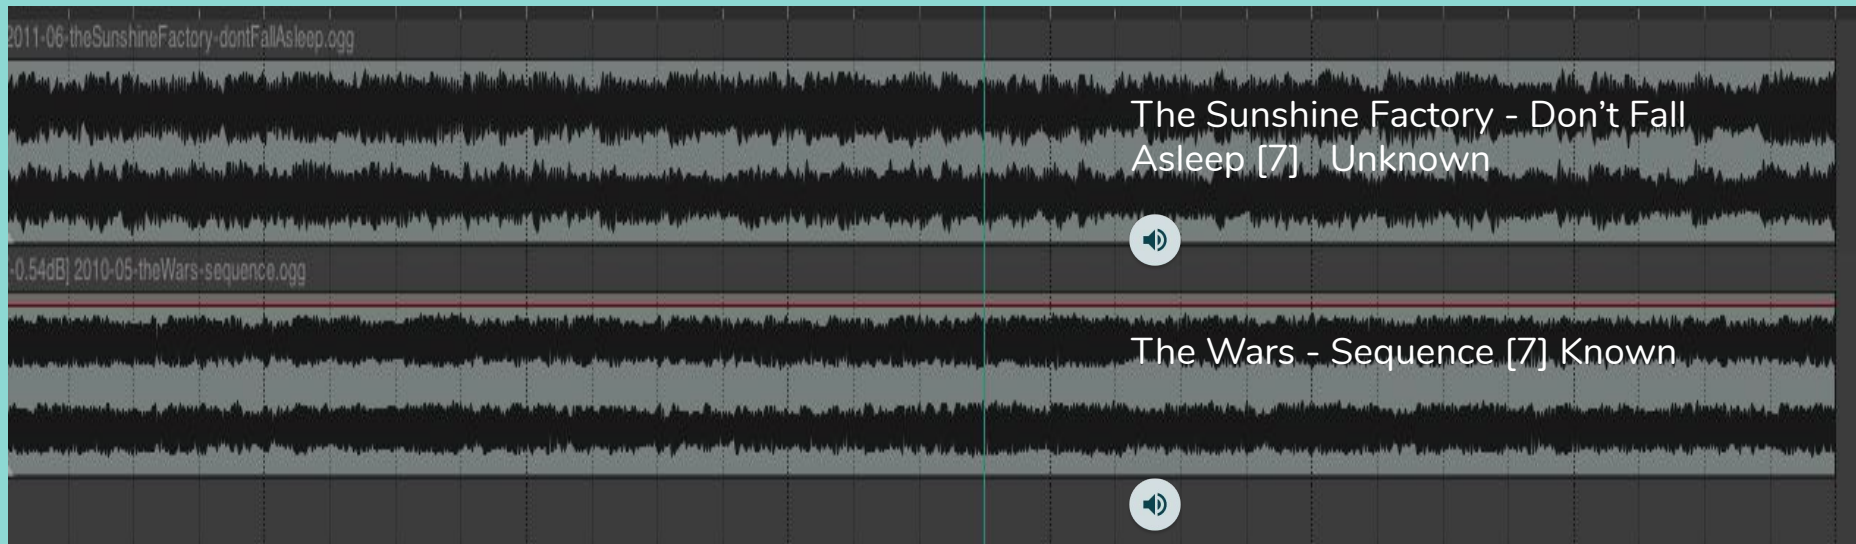 2011-06-theSunshineFactory-dontFallAsleep.ogg
The Sunshine Factory - Don’t Fall
Asleep [7] Unknown
-0.54dB] 2010-05-theWars-sequence.ogg
The Wars - Sequence [7] Known